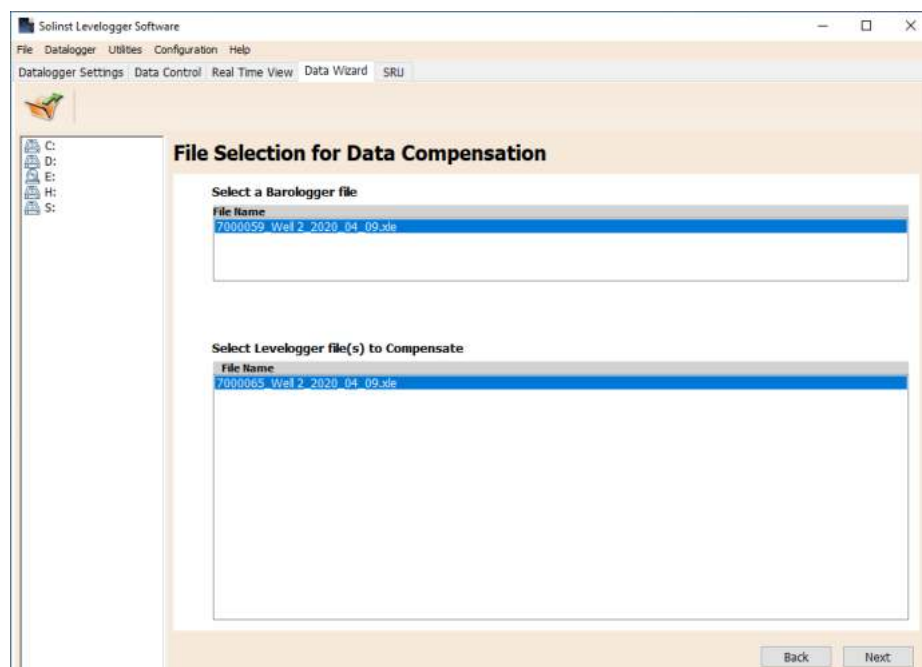 Solinst Levelogger Software
File Datalogger Utilities Configuration Help
Datalogger Settings Data Control Real Time View Data Wizard SRU
C:
D:
E:
H:
S:
File Selection for Data Compensation
Select a Barologger file
File Name
7000059_Well 2_2020_04_09.xle
Select Levelogger file(s) to Compensate
File Name
7000065_Well 2_2020_04_09.xle
Back Next